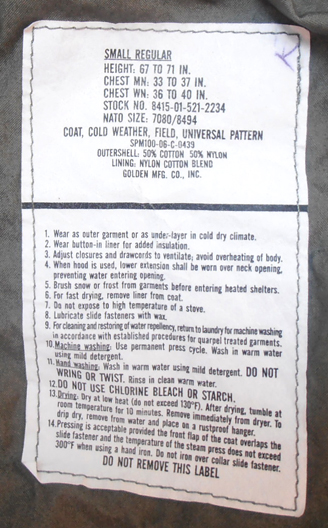 SMALL REGULAR
HEIGHT: 67 TO 71 IN.
CHEST MN: 33 TO 37 IN.
CHEST WN: 36 TO 40 IN.
STOCK NO. 8415-01-521-2234
NATO SIZE: 7080/8494
COAT, COLD WEATHER, FIELD, UNIVERSAL PATTERN
SPM100-06-C-0439
OUTERSHELL: 50% COTTON 50% NYLON
LINING: NYLON COTTON BLEND
GOLDEN MFG. CO., INC.
1. Wear as outer garment or as under-layer in cold dry climate.
2. Wear button-in liner for added insulation.
3. Adjust closures and drawcords to ventilate; avoid overheating of body.
4. When hood is used, lower extension shall be worn over neck opening,
preventing water entering opening.
5. Brush snow or frost from garments before entering heated shelters.
6. For fast drying, remove liner from coat.
7. Do not expose to high temperature of a stove.
8. Lubricate slide fasteners with wax.
9. For cleaning and restoring of water repellency, return to laundry for machine washing
in accordance with established procedures for quarpel treated garments.
10. Machine washing: Use permanent press cycle. Wash in warm water
using mild detergent.
11. Hand washing: Wash in warm water using mild detergent. DO NOT
WRING OR TWIST. Rinse in clean warm water.
12. DO NOT USE CHLORINE BLEACH OR STARCH.
13. Drying: Dry at low heat (do not exceed 130°F). After drying, tumble at
room temperature for 10 minutes. Remove immediately from dryer. To
drip dry, remove from water and place on a rustproof hanger.
14. Pressing is acceptable provided the front flap of the coat overlaps the
slide fastener and the temperature of the steam press does not exceed
300°F when using a hand iron. Do not iron over collar slide fastener.
DO NOT REMOVE THIS LABEL